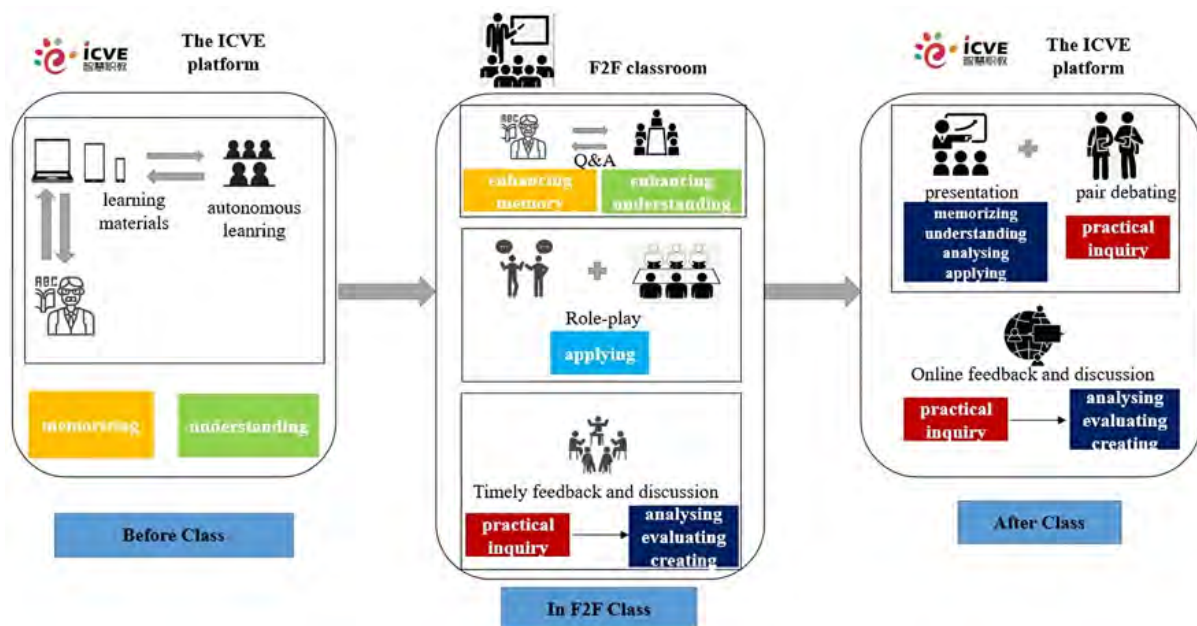 icve
智慧职教
The ICVE
platform
learning
materials
autonomous
leanring
ABC
memorizing
understanding
Before Class
F2F classroom
ABC
Q&A
enhancing
memory
enhancing
understanding
Role-play
applying
Timely feedback and discussion
practical
inquiry
analysing
evaluating
creating
In F2F Class
icve
智慧职教
The ICVE
platform
presentation
pair debating
memorizing
understanding
analysing
applying
practical
inquiry
Online feedback and discussion
practical
inquiry
analysing
evaluating
creating
After Class